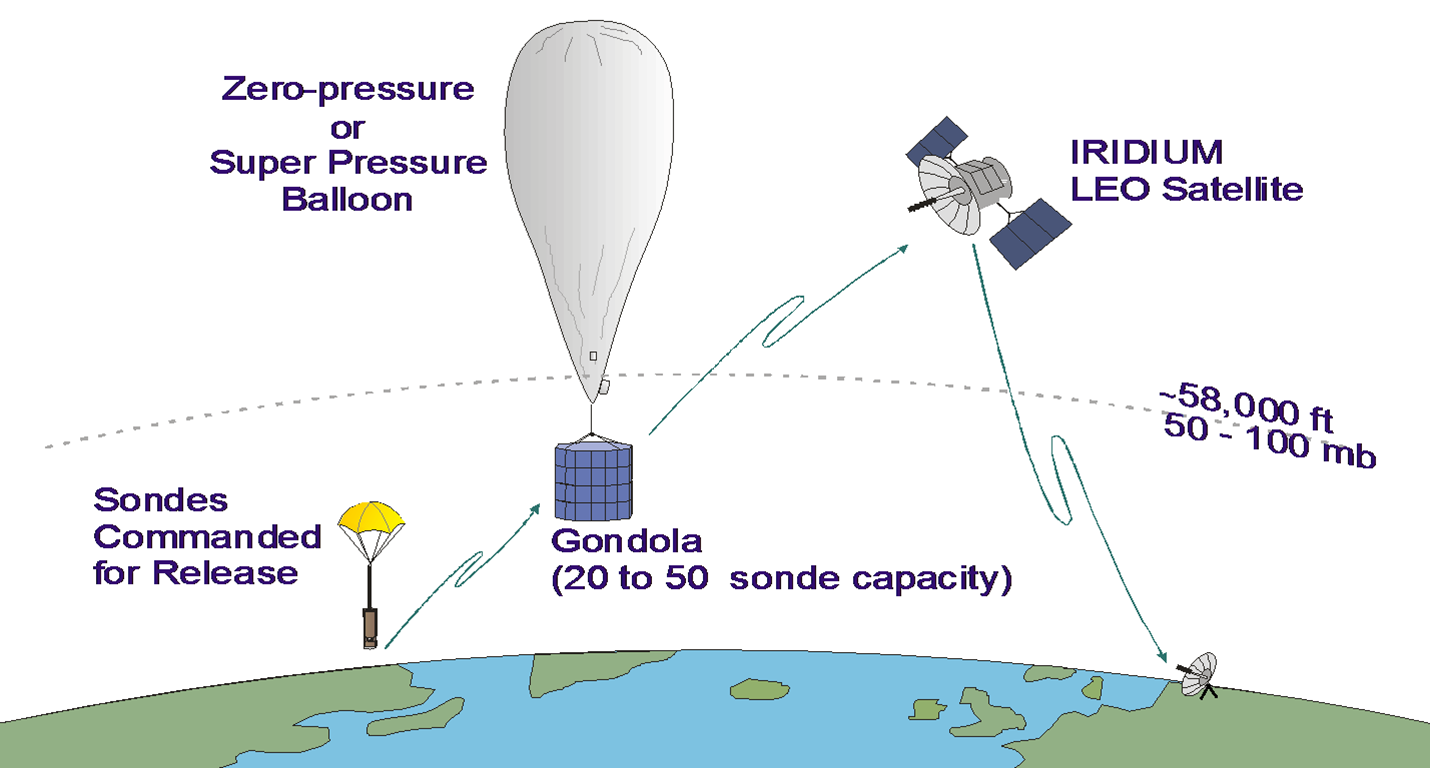 Zero-pressure
or
Super Pressure
Balloon
IRIDIUM
LEO Satellite
~58,000 ft
50 - 100 mb
Sondes
Commanded
for Release
Gondola
(20 to 50 sonde capacity)